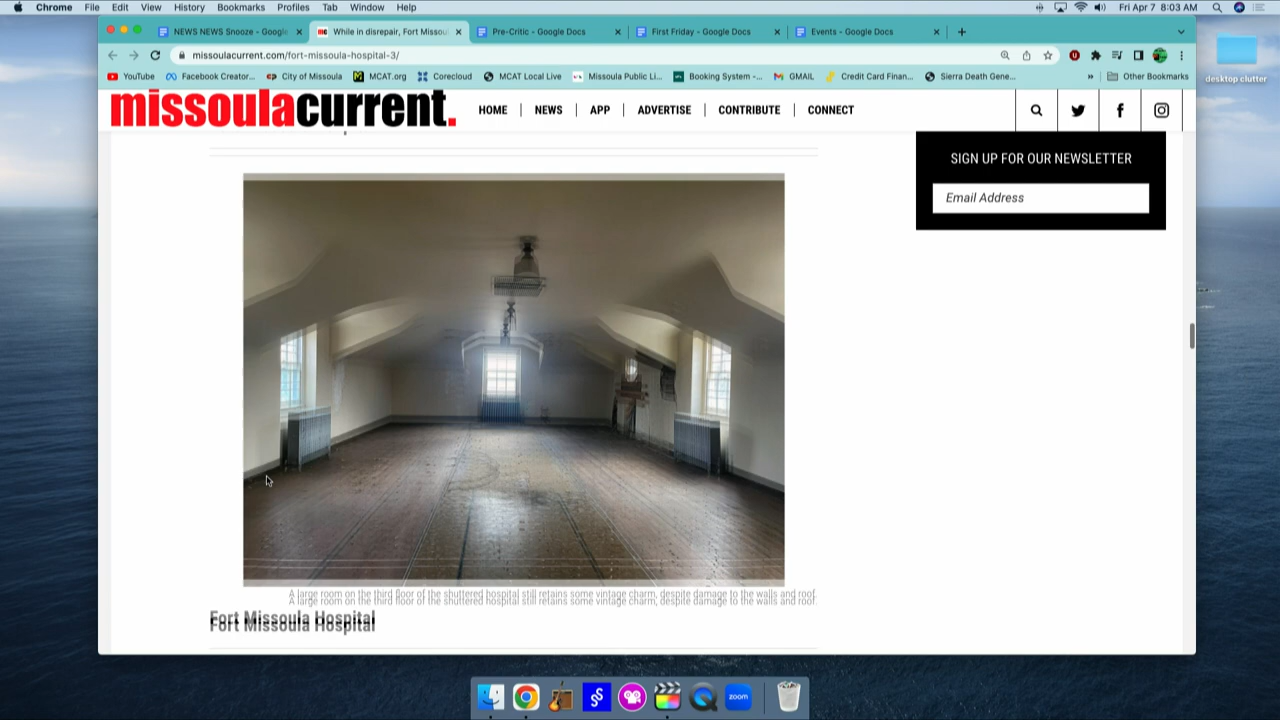 Chrome File Edit View History Bookmarks Profiles Tab Window Help Fri Apr 7 8:03 AM
NEWS NEWS Snooze - Google While in disrepair, Fort Missou Pre-Critic - Google Docs First Friday - Google Docs Events - Google Docs
missoulacurrent.com/fort-missoula-hospital-3/
YouTube Facebook Creator... City of Missoula MCAT.org Corecloud MCAT Local Live Missoula Public Li... Booking System -... GMAIL Credit Card Finan... Sierra Death Gene... » Other Bookmarks
desktop clutter
missoulacurrent. HOME NEWS APP ADVERTISE CONTRIBUTE CONNECT
SIGN UP FOR OUR NEWSLETTER
Email Address
A large room on the third floor of the shuttered hospital still retains some vintage charm, despite damage to the walls and roof.
Fort Missoula Hospital
zoom